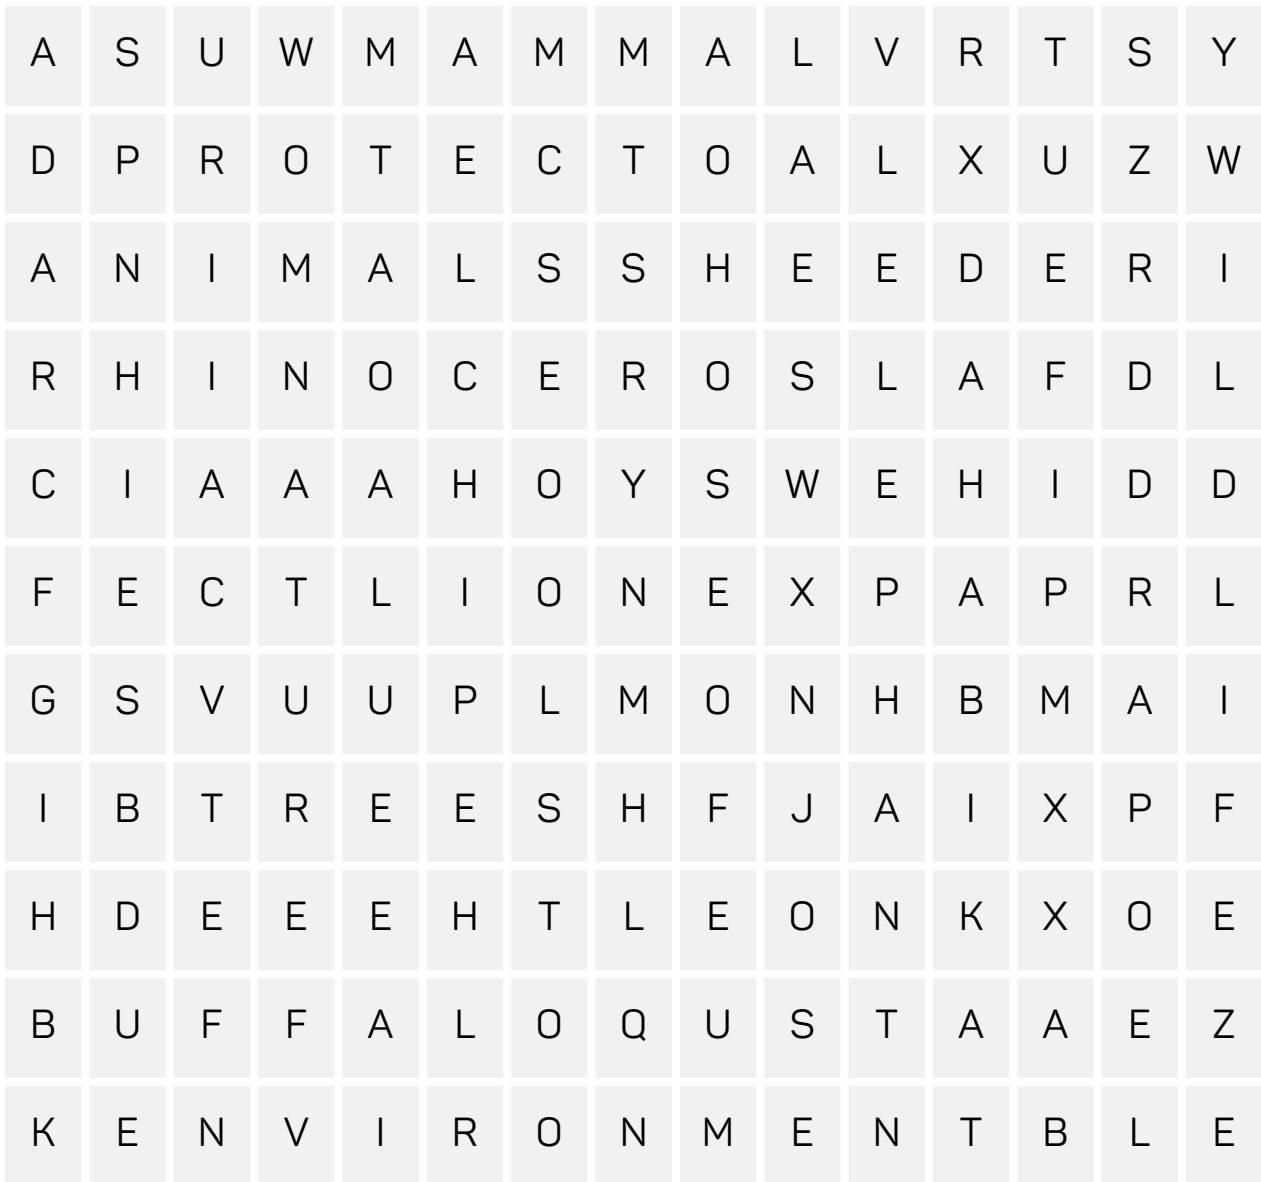 A S U W M A M M A L V R T S Y
D P R O T E C T O A L X U Z W
A N I M A L S S H E E D E R I
R H I N O C E R O S L A F D L
C I A A A H O Y S W E H I D D
F E C T L I O N E X P A P R L
G S V U U P L M O N H B M A I
I B T R E E S H F J A I X P F
H D E E E H T L E O N K X O E
B U F F A L O Q U S T A A E Z
K E N V I R O N M E N T B L E